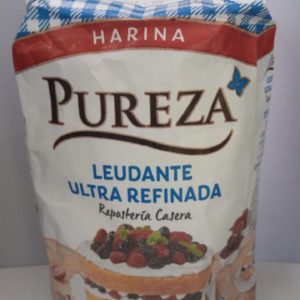 HARINA
PUREZA
LEUDANTE
ULTRA REFINADA
Repostería Casera